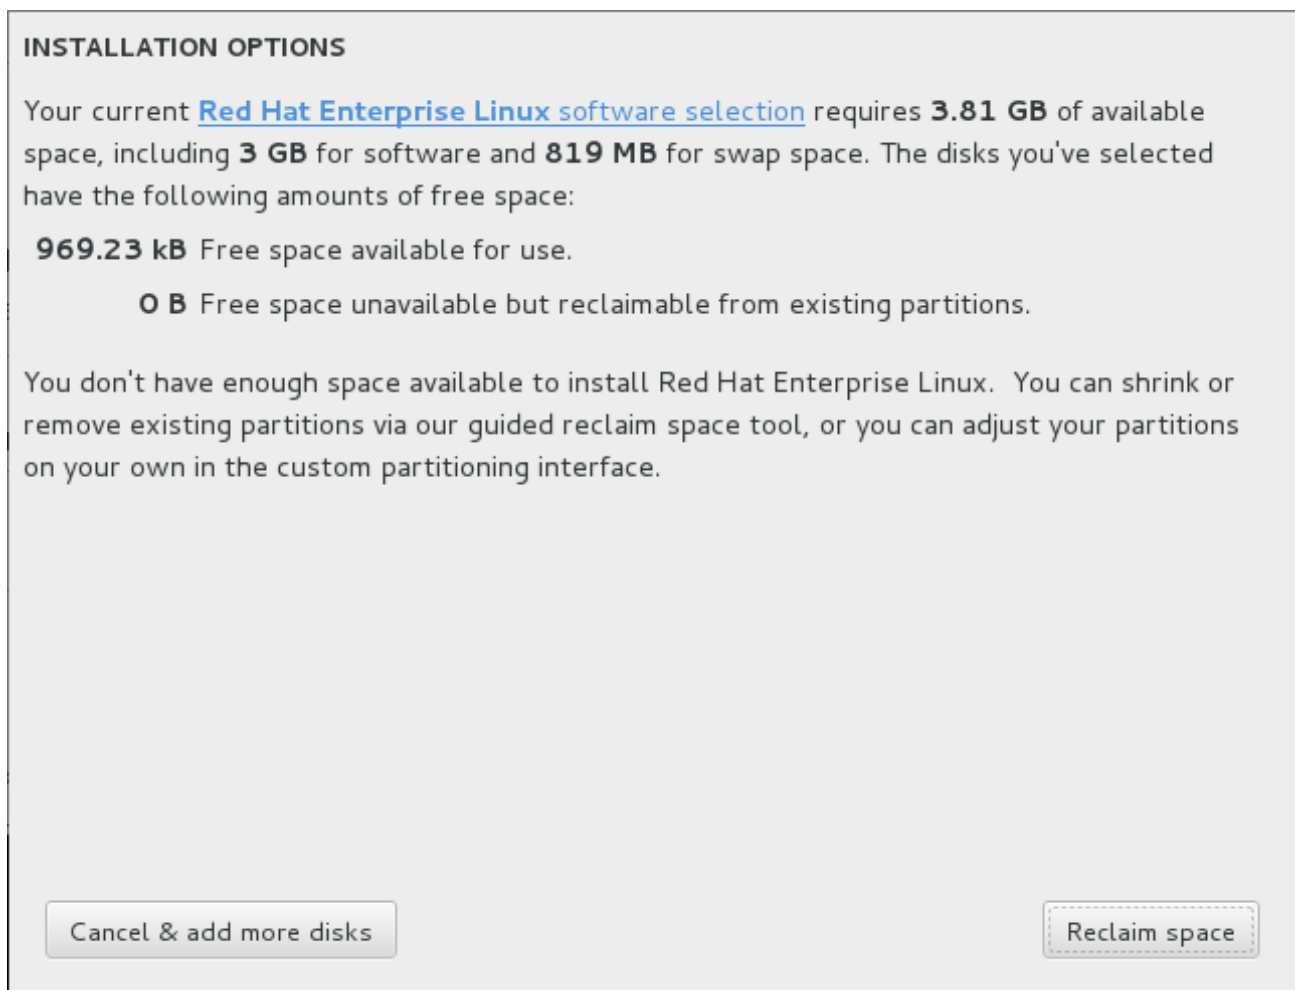 INSTALLATION OPTIONS
Your current Red Hat Enterprise Linux software selection requires 3.81 GB of available
space, including 3 GB for software and 819 MB for swap space. The disks you've selected
have the following amounts of free space:
969.23 kB Free space available for use.
0 B Free space unavailable but reclaimable from existing partitions.
You don't have enough space available to install Red Hat Enterprise Linux.  You can shrink or
remove existing partitions via our guided reclaim space tool, or you can adjust your partitions
on your own in the custom partitioning interface.
Cancel & add more disks
Reclaim space